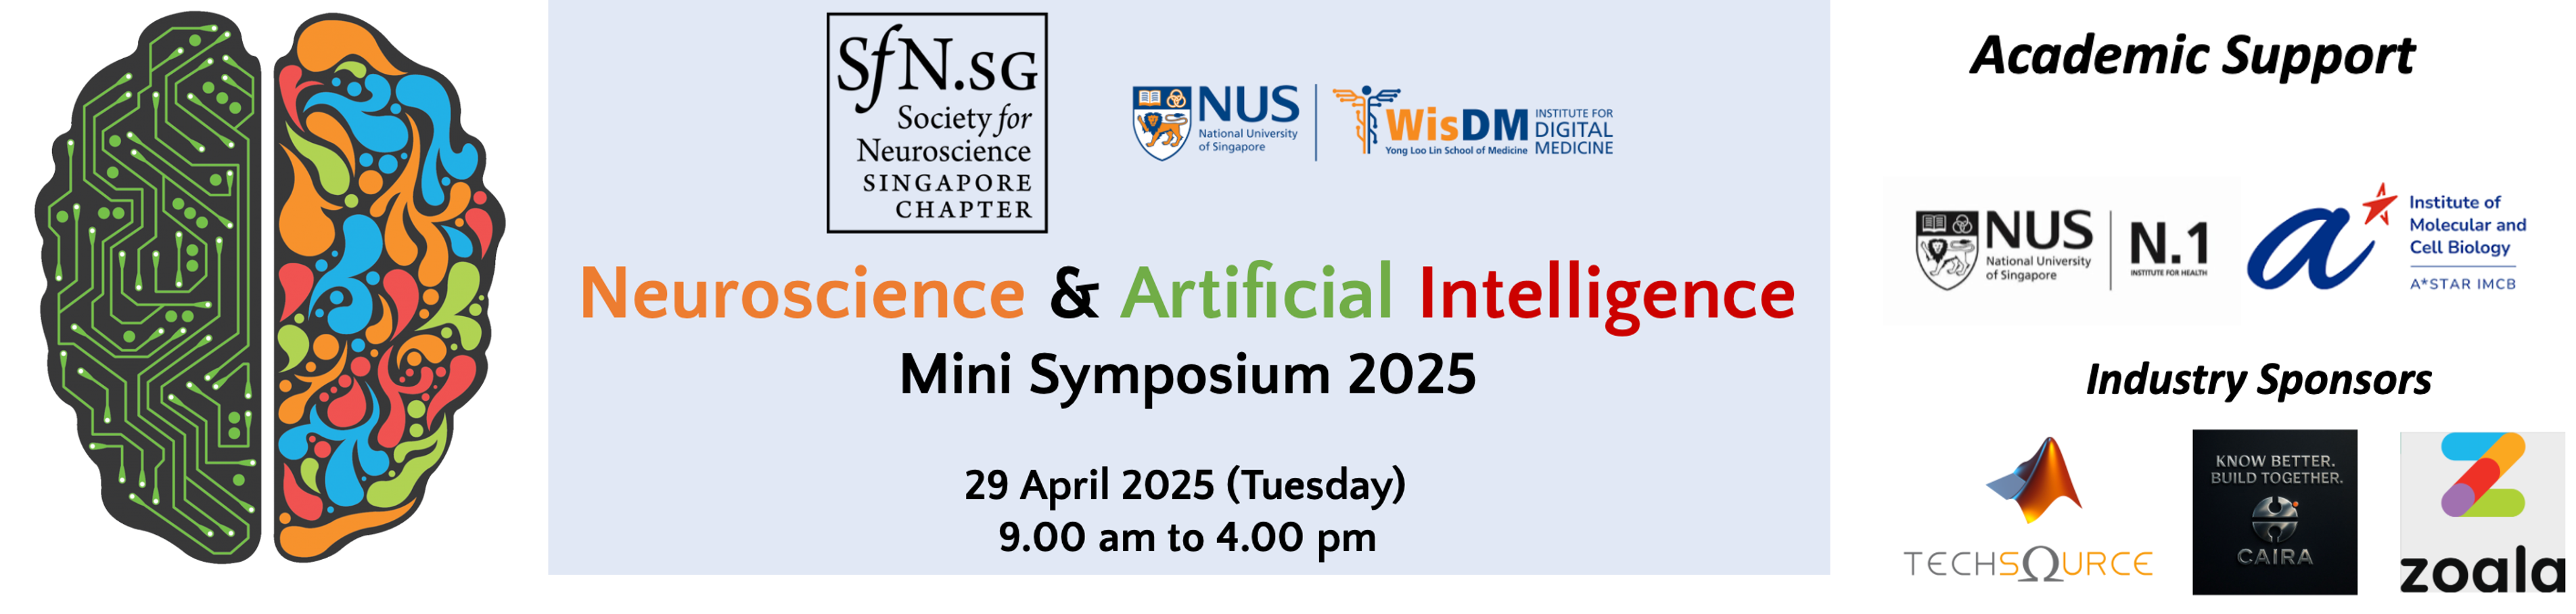 SfN.SG
Society for
Neuroscience
SINGAPORE
CHAPTER
NUS
National University
of Singapore
WisDM
Yong Loo Lin School of Medicine
INSTITUTE FOR
DIGITAL
MEDICINE
Neuroscience & Artificial Intelligence
Mini Symposium 2025
29 April 2025 (Tuesday)
9.00 am to 4.00 pm
Academic Support
NUS
National University
of Singapore
N.1
INSTITUTE FOR HEALTH
a
Institute of
Molecular and
Cell Biology
A*STAR IMCB
Industry Sponsors
TECHSΩURCE
KNOW BETTER.
BUILD TOGETHER.
CAIRA
zoala